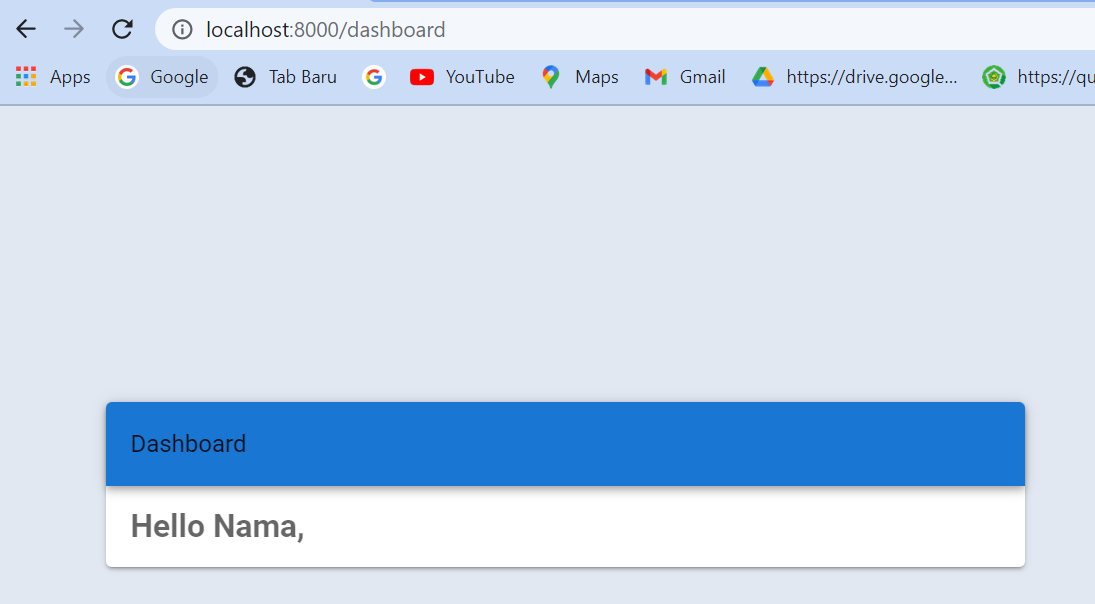 localhost:8000/dashboard
Apps Google Tab Baru YouTube Maps Gmail https://drive.google... https://qu
Dashboard
Hello Nama,